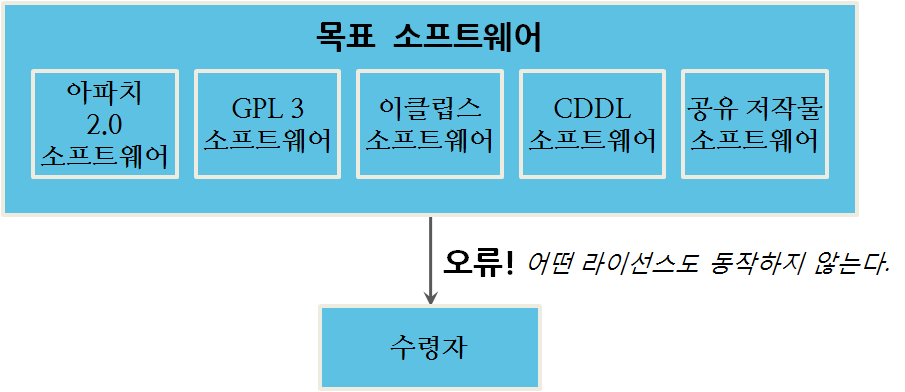 목표 소프트웨어
아파치
2.0
소프트웨어
GPL 3
소프트웨어
이클립스
소프트웨어
CDDL
소프트웨어
공유 저작물
소프트웨어
오류! 어떤 라이선스도 동작하지 않는다.
수령자